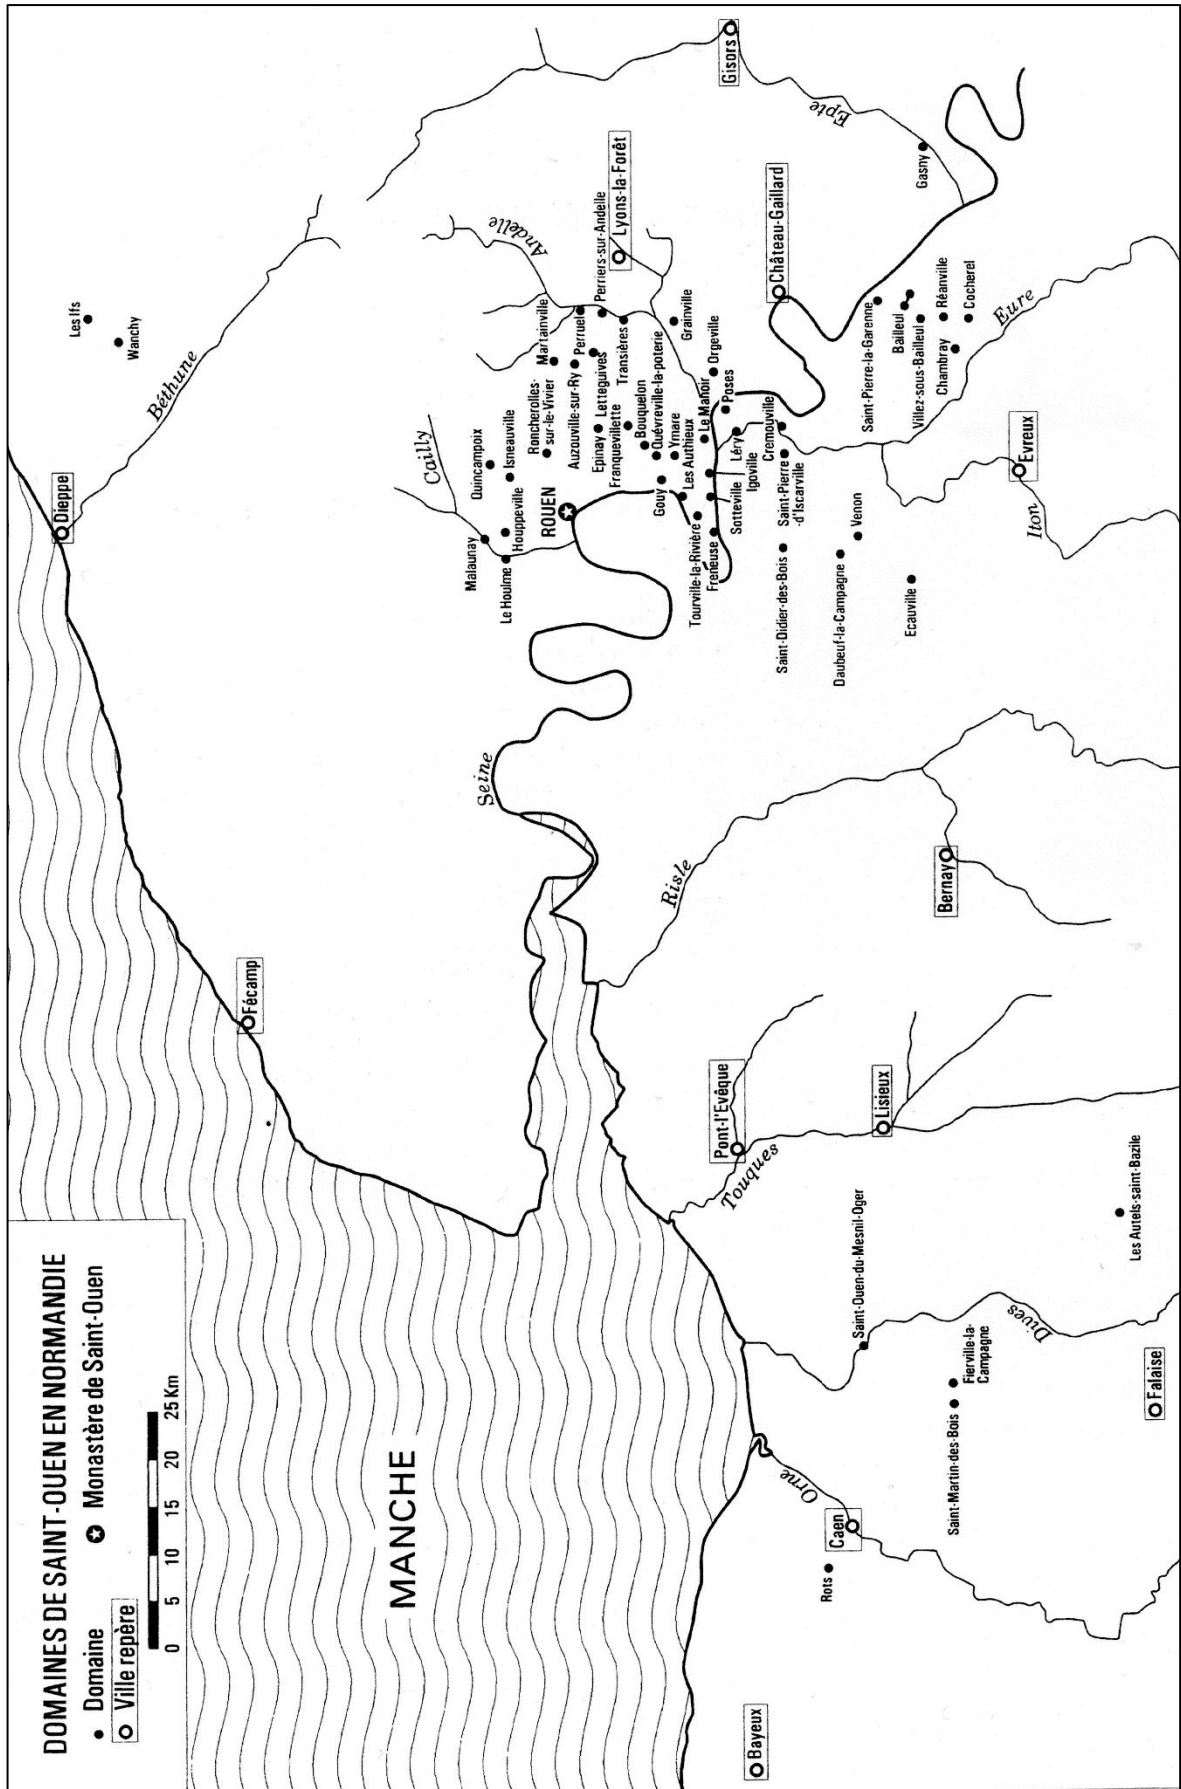 DOMAINES DE SAINT-OUEN EN NORMANDIE
Domaine
Monastère de Saint-Ouen
Ville repère
0 5 10 15 20 25 Km
MANCHE
Dieppe
Fécamp
Béthune
Les Ifs
Wanchy
Gisors
Epte
Gasny
Andelle
Lyons-la-Forêt
Perriers-sur-Andelle
Château-Gaillard
Cailly
Quincampoix
Isneauville
Malaunay
Houppeville
Le Houlme
ROUEN
Roncherolles-
sur-le-Vivier
Martainville
Auzouville-sur-Ry
Perruel
Epinay
Letteguives
Franquevillette
Transières
Bouquelon
Quévreville-la-poterie
Grainville
Gouy
Ymare
Les Authieux
Le Manoir
Orgeville
Poses
Tourville-la-Rivière
Freneuse
Sotteville
Igoville
Léry
Cremouville
Saint-Pierre
-d'Iscarville
Saint-Didier-des-Bois
Daubeuf-la-Campagne
Venon
Ecauville
Saint-Pierre-la-Garenne
Bailleul
Villez-sous-Bailleul
Réanville
Chambray
Cocherel
Eure
Evreux
Iton
Seine
Risle
Bernay
Pont-l'Evêque
Touques
Lisieux
Les Autels-saint-Bazile
Saint-Ouen-du-Mesnil-Oger
Dives
Fierville-la-
Campagne
Saint-Martin-des-Bois
Falaise
Orne
Caen
Rots
Bayeux